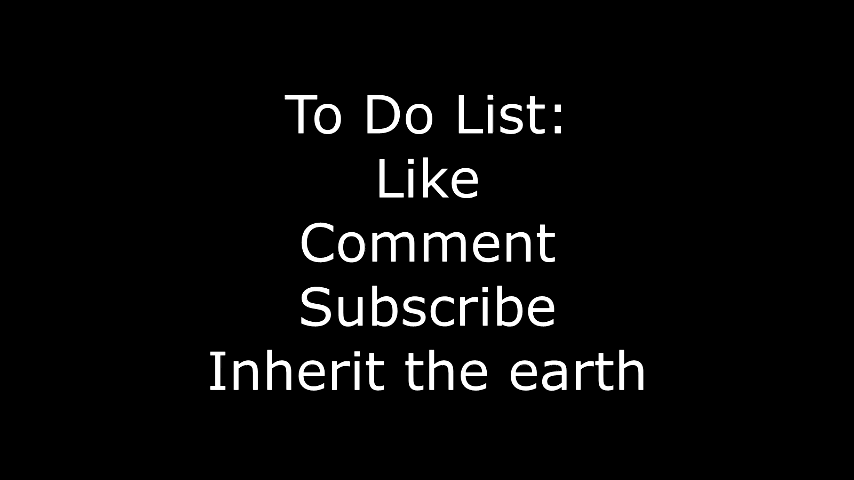 To Do List:
Like
Comment
Subscribe
Inherit the earth